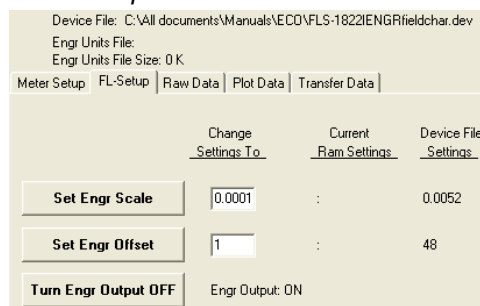 Device File: C:\All documents\Manuals\ECO\FLS-1822IENGRfieldchar.dev
Engr Units File:
Engr Units File Size: 0 K
Meter Setup FL-Setup Raw Data Plot Data Transfer Data
Change Current Device File
Settings To Ram Settings Settings
Set Engr Scale 0.0001 : 0.0052
Set Engr Offset 1 : 48
Turn Engr Output OFF Engr Output: ON